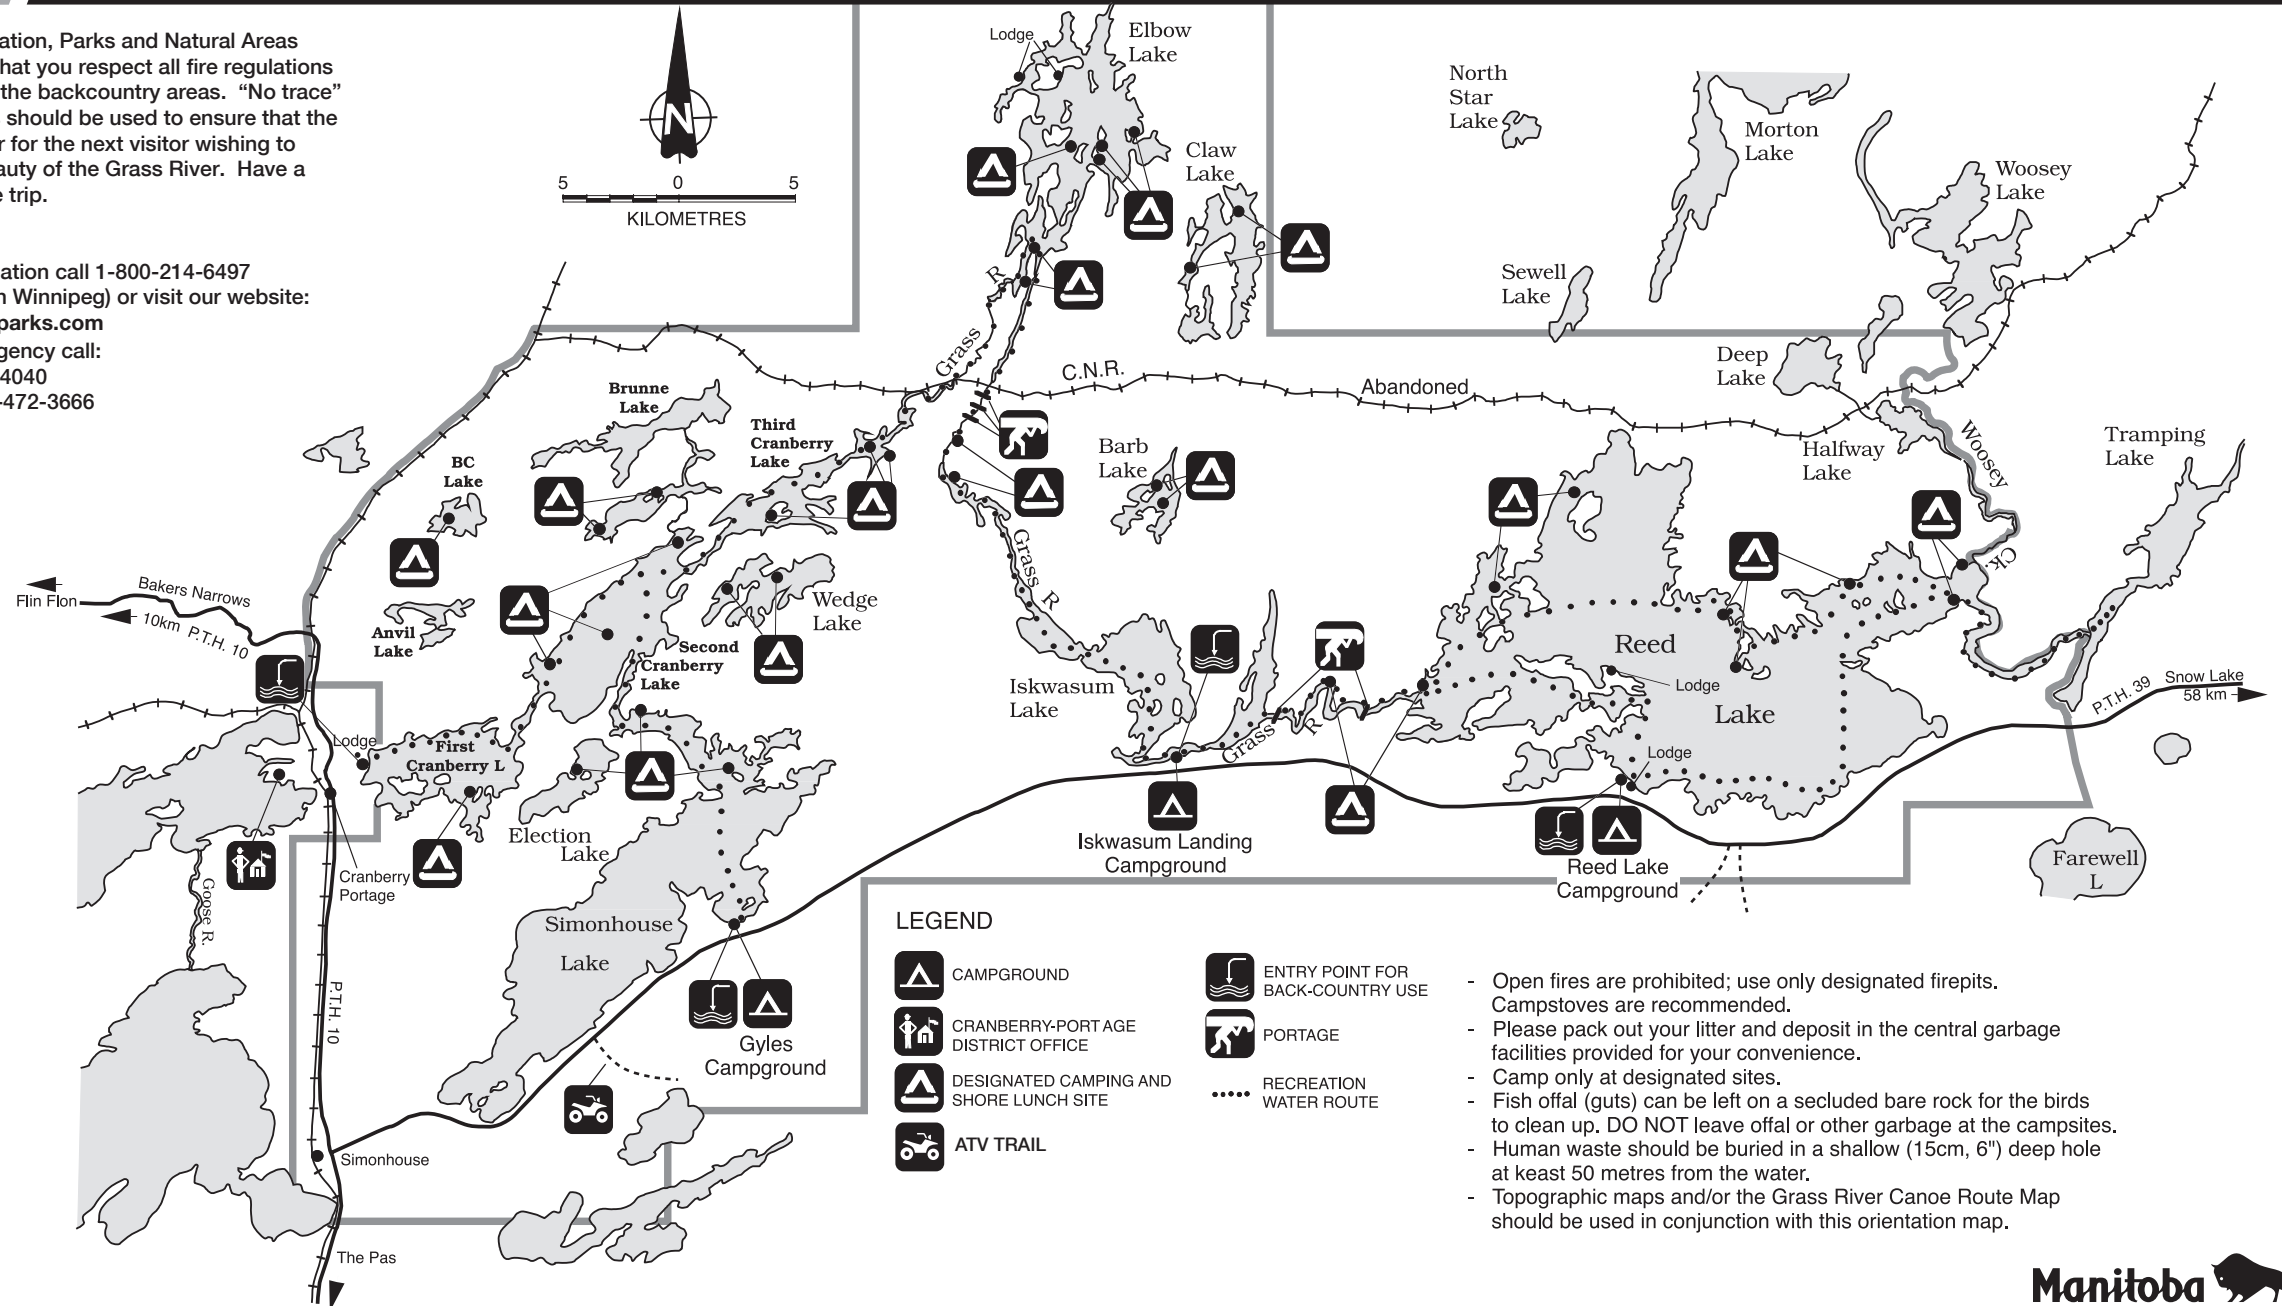 ation, Parks and Natural Areas
hat you respect all fire regulations
the backcountry areas. “No trace”
should be used to ensure that the
r for the next visitor wishing to
auty of the Grass River. Have a
e trip.
ation call 1-800-214-6497
n Winnipeg) or visit our website:
parks.com
gency call:
4040
-472-3666
N
5 0 5
KILOMETRES
Lodge
Elbow
Lake
Claw
Lake
North
Star
Lake
Morton
Lake
Woosey
Lake
Sewell
Lake
Deep
Lake
Halfway
Lake
Woosey
Ck.
Tramping
Lake
Grass R
C.N.R.
Abandoned
Brunne
Lake
BC
Lake
Third
Cranberry
Lake
Barb
Lake
Grass R
Flin Flon
Bakers Narrows
10km P.T.H. 10
Anvil
Lake
Wedge
Lake
Second
Cranberry
Lake
Iskwasum
Lake
Reed
Lake
Lodge
Lodge
Snow Lake
58 km
P.T.H. 39
Lodge
First
Cranberry L
Grass R
Election
Lake
Cranberry
Portage
Goose R.
Iskwasum Landing
Campground
Reed Lake
Campground
Farewell
L
Simonhouse
Lake
P.T.H. 10
Gyles
Campground
Simonhouse
The Pas
LEGEND
CAMPGROUND
CRANBERRY-PORT AGE
DISTRICT OFFICE
DESIGNATED CAMPING AND
SHORE LUNCH SITE
ATV TRAIL
ENTRY POINT FOR
BACK-COUNTRY USE
PORTAGE
RECREATION
WATER ROUTE
- Open fires are prohibited; use only designated firepits.
Campstoves are recommended.
- Please pack out your litter and deposit in the central garbage
facilities provided for your convenience.
- Camp only at designated sites.
- Fish offal (guts) can be left on a secluded bare rock for the birds
to clean up. DO NOT leave offal or other garbage at the campsites.
- Human waste should be buried in a shallow (15cm, 6") deep hole
at keast 50 metres from the water.
- Topographic maps and/or the Grass River Canoe Route Map
should be used in conjunction with this orientation map.
Manitoba